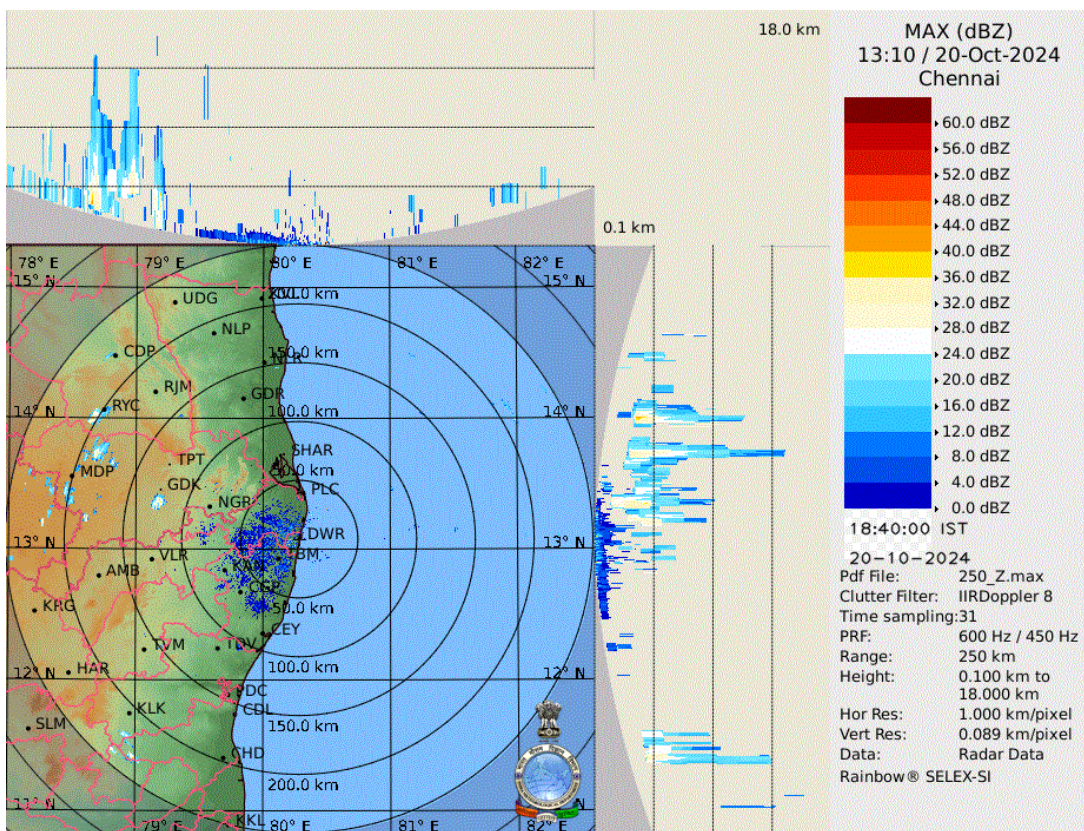 18.0 km
0.1 km
MAX (dBZ)
13:10 / 20-Oct-2024
Chennai
60.0 dBZ
56.0 dBZ
52.0 dBZ
48.0 dBZ
44.0 dBZ
40.0 dBZ
36.0 dBZ
32.0 dBZ
28.0 dBZ
24.0 dBZ
20.0 dBZ
16.0 dBZ
12.0 dBZ
8.0 dBZ
4.0 dBZ
0.0 dBZ
18:40:00 IST
20-10-2024
Pdf File: 250_Z.max
Clutter Filter: IIRDoppler 8
Time sampling:31
PRF: 600 Hz / 450 Hz
Range: 250 km
Height: 0.100 km to
18.000 km
Hor Res: 1.000 km/pixel
Vert Res: 0.089 km/pixel
Data: Radar Data
Rainbow® SELEX-SI
78° E 79° E 80° E 81° E 82° E
15° N 15° N
UDG
NLP
150.0 km
CDP
RJM
GDR
RYC
100.0 km
14° N 14° N
SHAR
TPT
MDP
GDK
PLC
NGR
DWR
13° N 13° N
VLR
AMB
KAN
50.0 km
CEY
TVM
100.0 km
HAR
12° N 12° N
PDC
KLK
CDL
SLM
150.0 km
CHD
200.0 km
11° N 11° N
KKL
79° E 80° E 81° E 82° E